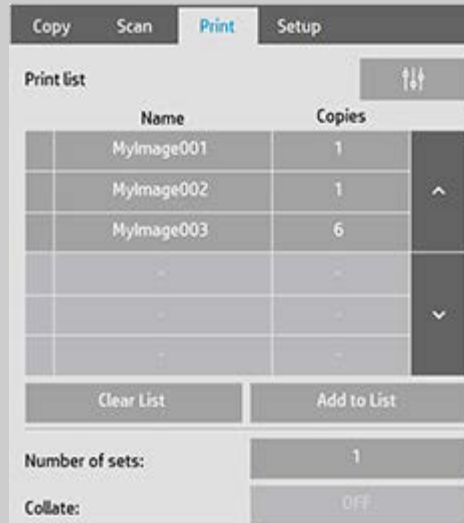 Copy Scan Print Setup
Print list
Name Copies
MyImage001 1
MyImage002 1
MyImage003 6
- -
- -
- -
Clear List Add to List
Number of sets: 1
Collate: OFF